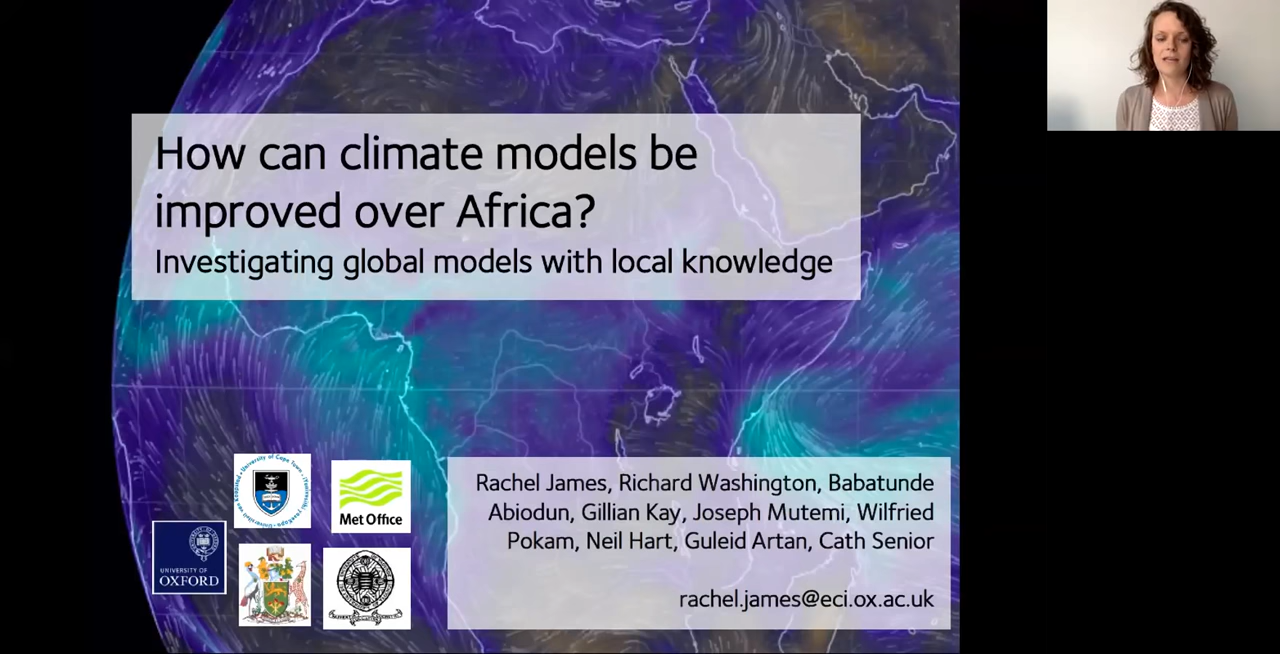 How can climate models be
improved over Africa?
Investigating global models with local knowledge
Rachel James, Richard Washington, Babatunde
Abiodun, Gillian Kay, Joseph Mutemi, Wilfried
Pokam, Neil Hart, Guleid Artan, Cath Senior
rachel.james@eci.ox.ac.uk
Met Office
UNIVERSITY OF
OXFORD